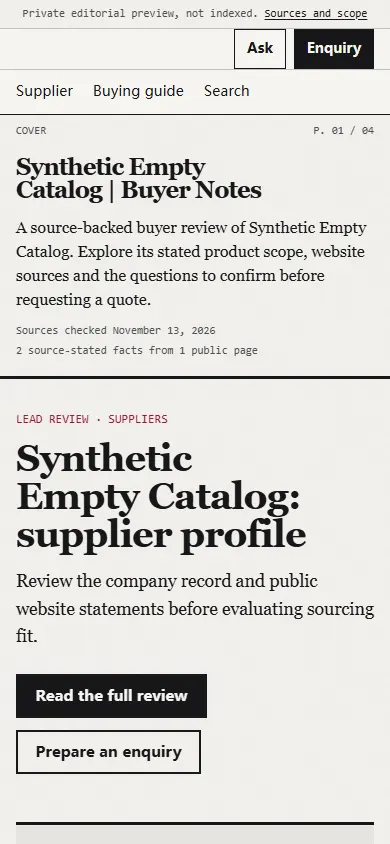 Private editorial preview, not indexed. Sources and scope
Ask
Enquiry
Supplier
Buying guide
Search
COVER
P. 01 / 04
Synthetic Empty
Catalog | Buyer Notes
A source-backed buyer review of Synthetic Empty
Catalog. Explore its stated product scope, website
sources and the questions to confirm before
requesting a quote.
Sources checked November 13, 2026
2 source-stated facts from 1 public page
LEAD REVIEW · SUPPLIERS
Synthetic
Empty Catalog:
supplier profile
Review the company record and public
website statements before evaluating sourcing
fit.
Read the full review
Prepare an enquiry